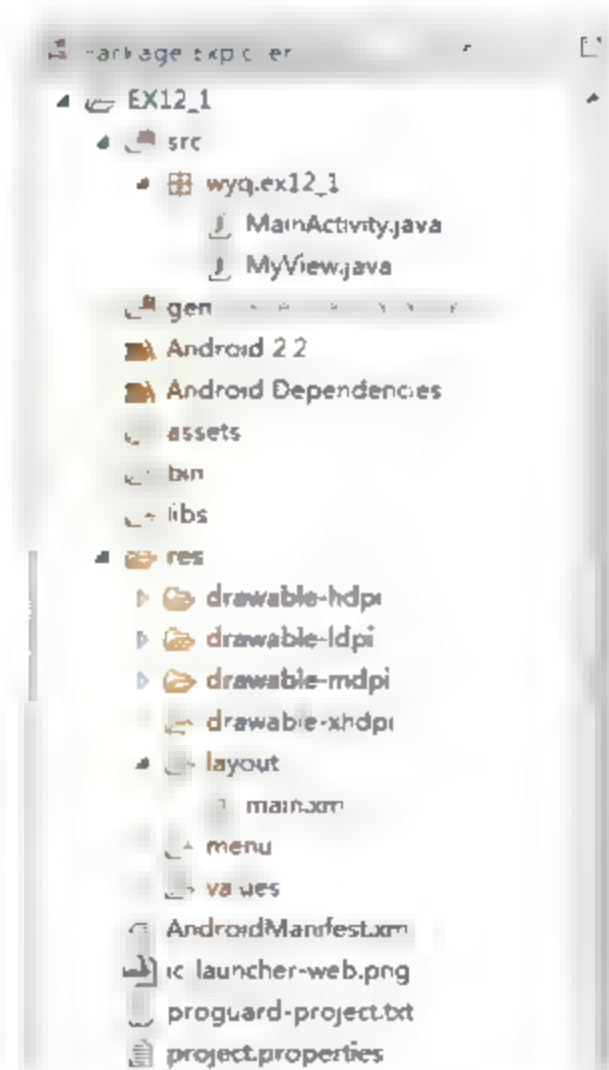 Package Explorer
EX12_1
src
wyq.ex12_1
MainActivity.java
MyView.java
gen
Android 2.2
Android Dependencies
assets
bin
libs
res
drawable-hdpi
drawable-ldpi
drawable-mdpi
drawable-xhdpi
layout
main.xml
menu
values
AndroidManifest.xml
ic_launcher-web.png
proguard-project.txt
project.properties